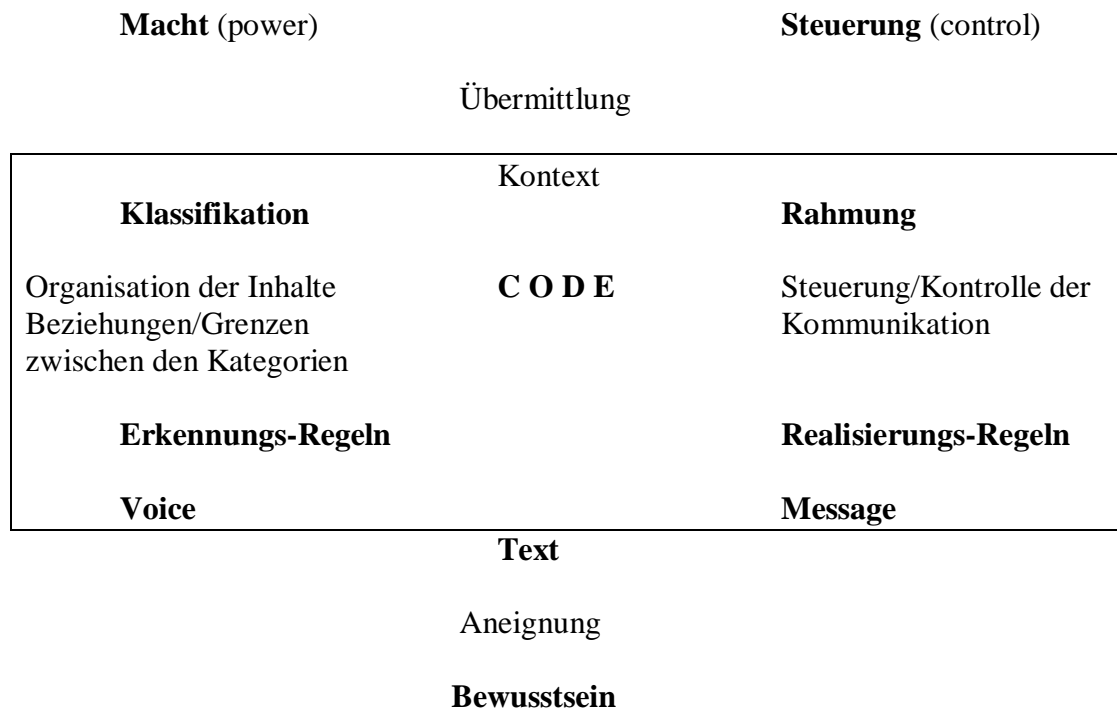 Macht (power) Steuerung (control)
Übermittlung
Kontext
Klassifikation Rahmung
Organisation der Inhalte C O D E Steuerung/Kontrolle der
Beziehungen/Grenzen Kommunikation
zwischen den Kategorien
Erkennungs-Regeln Realisierungs-Regeln
Voice Message
Text
Aneignung
Bewusstsein